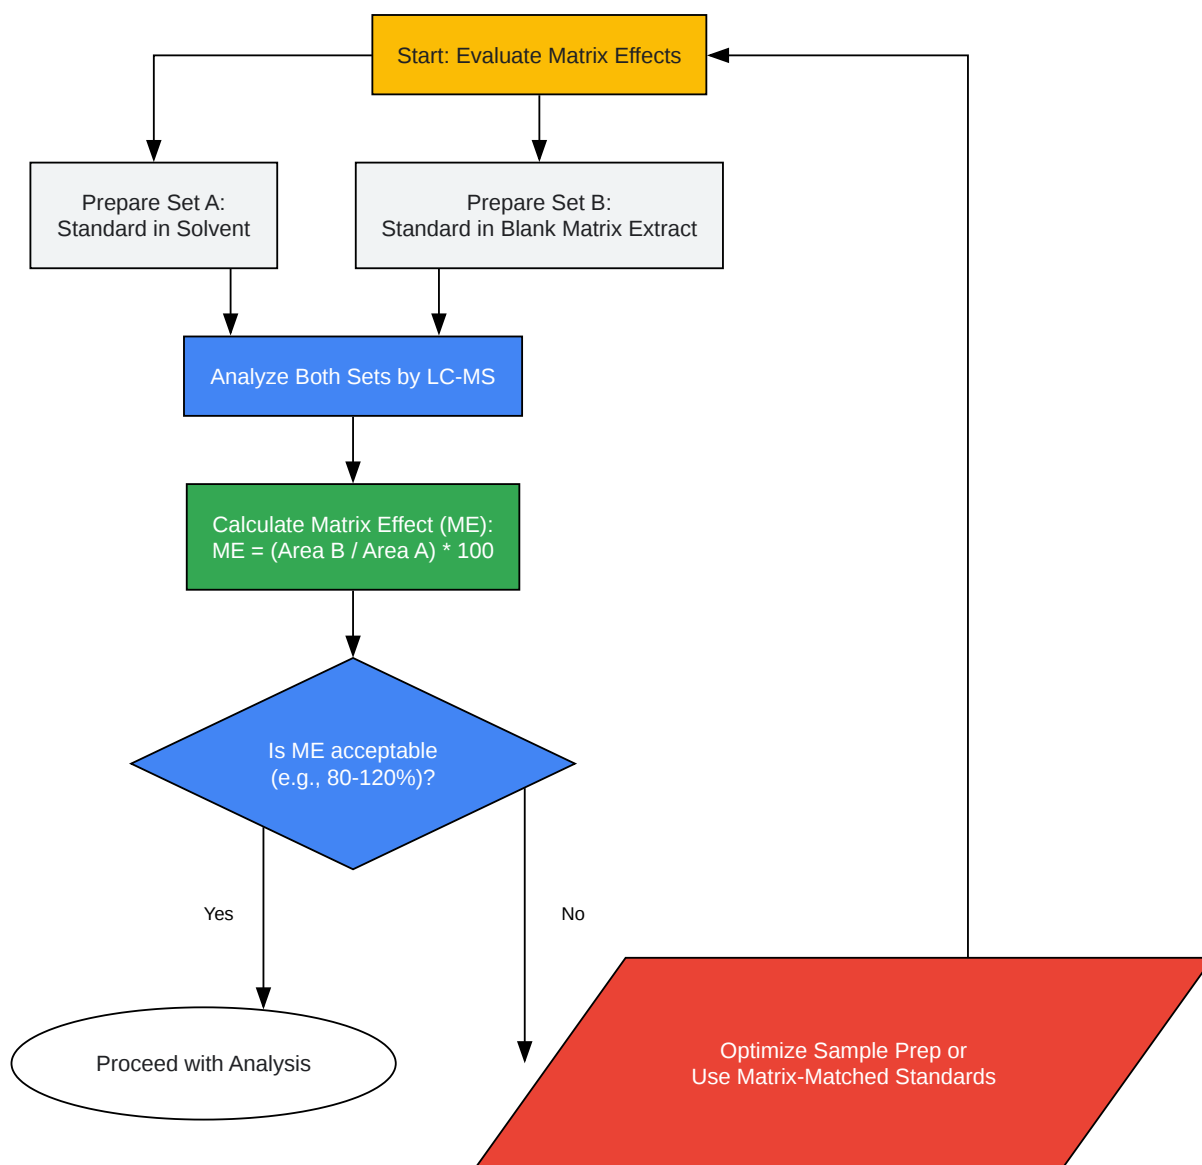 Start: Evaluate Matrix Effects
Prepare Set A:
Standard in Solvent
Prepare Set B:
Standard in Blank Matrix Extract
Analyze Both Sets by LC-MS
Calculate Matrix Effect (ME):
ME = (Area B / Area A) * 100
Is ME acceptable
(e.g., 80-120%)?
Yes
No
Proceed with Analysis
Optimize Sample Prep or
Use Matrix-Matched Standards